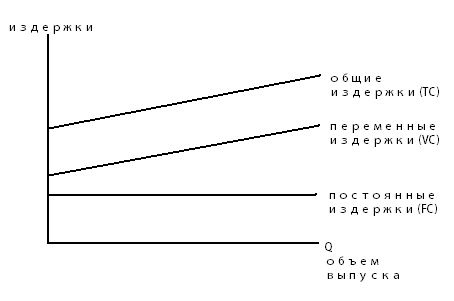 издержки
общие
издержки (TC)
переменные
издержки (VC)
постоянные
издержки (FC)
Q
объем
выпуска